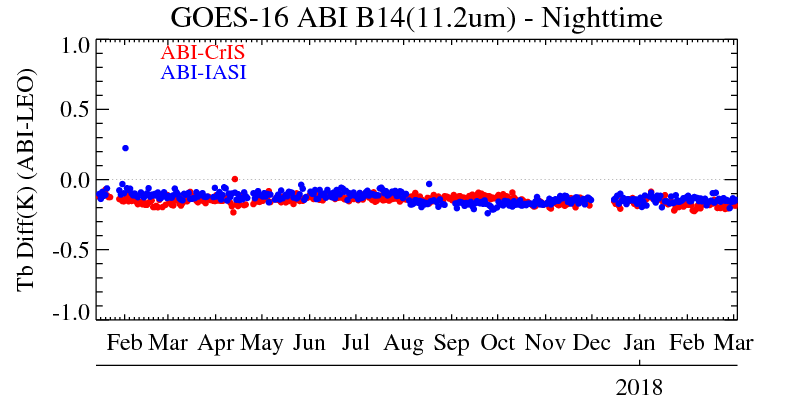 GOES-16 ABI B14(11.2um) - Nighttime
ABI-CrIS
ABI-IASI
Tb Diff(K) (ABI-LEO)
1.0
0.5
0.0
-0.5
-1.0
Feb Mar Apr May Jun Jul Aug Sep Oct Nov Dec Jan Feb Mar
2018